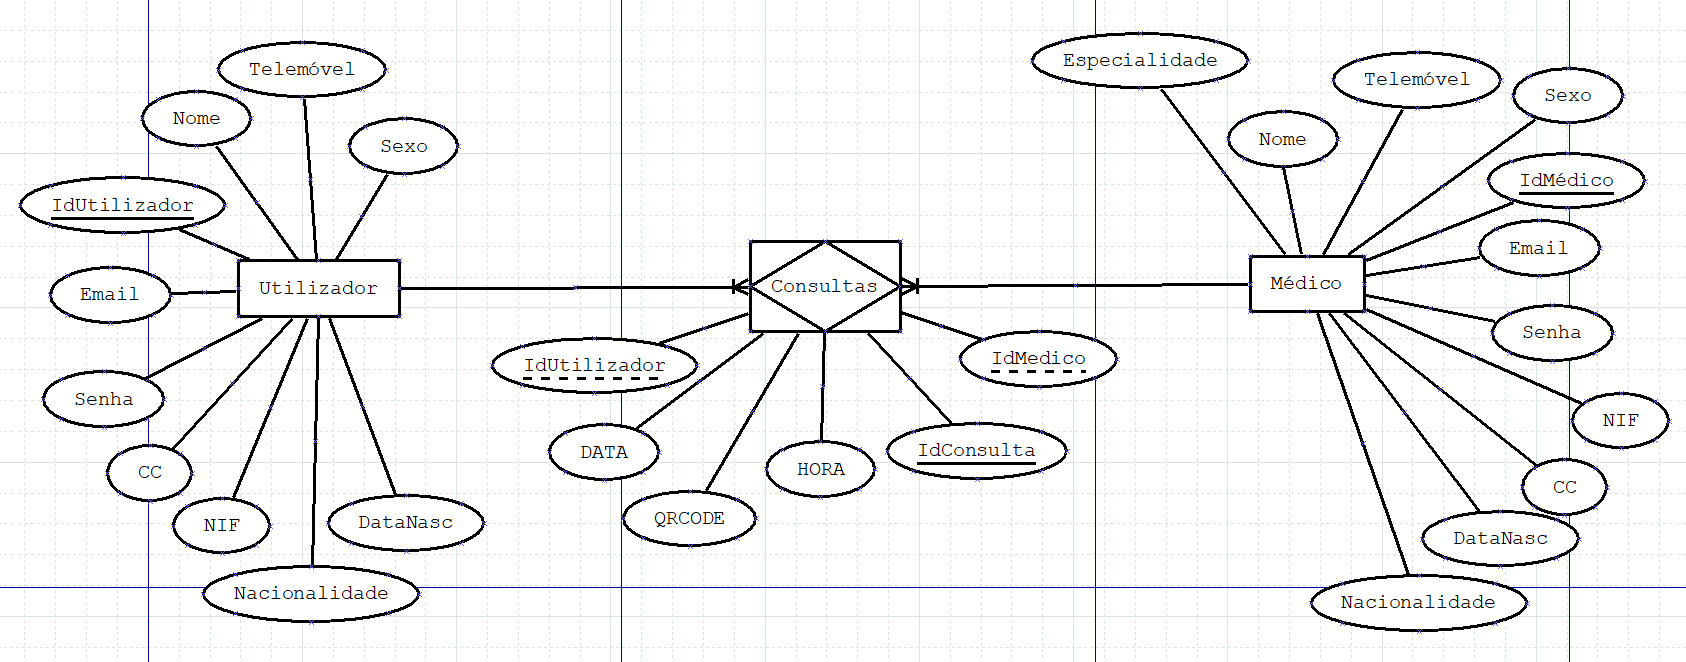 Telemóvel
Nome
Sexo
IdUtilizador
Email
Utilizador
Senha
CC
NIF
DataNasc
Nacionalidade
Consultas
IdUtilizador
IdMedico
DATA
HORA
IdConsulta
QRCODE
Especialidade
Telemóvel
Sexo
Nome
IdMédico
Email
Médico
Senha
NIF
CC
DataNasc
Nacionalidade